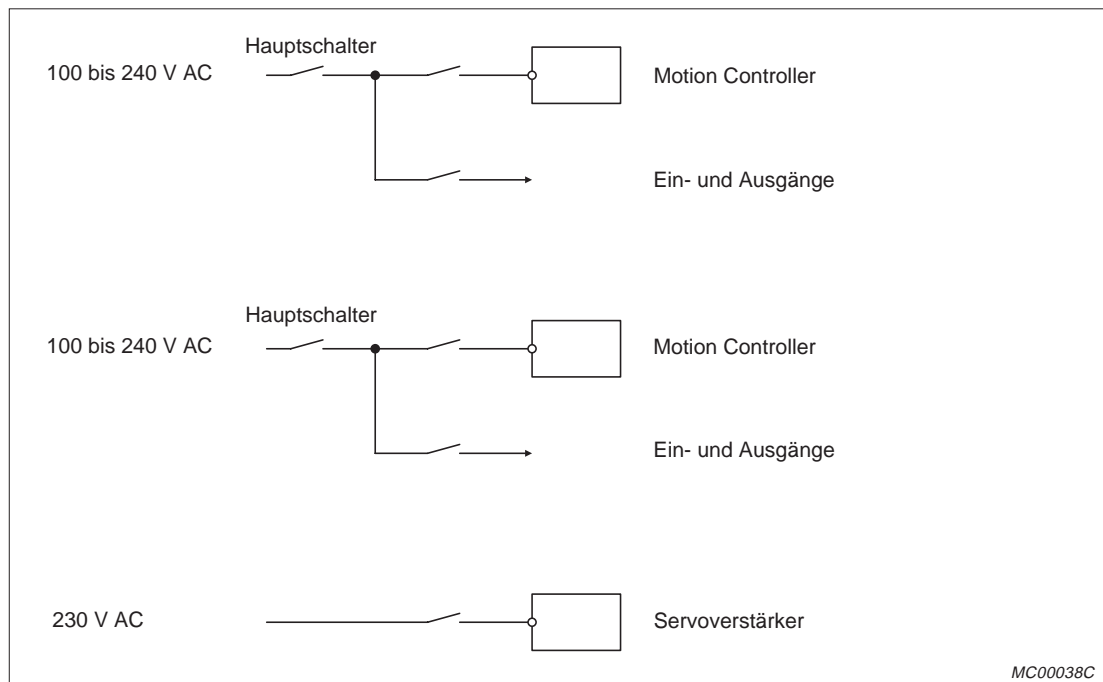 Hauptschalter
100 bis 240 V AC
Motion Controller
Ein- und Ausgänge
Hauptschalter
100 bis 240 V AC
Motion Controller
Ein- und Ausgänge
230 V AC
Servoverstärker
MC00038C